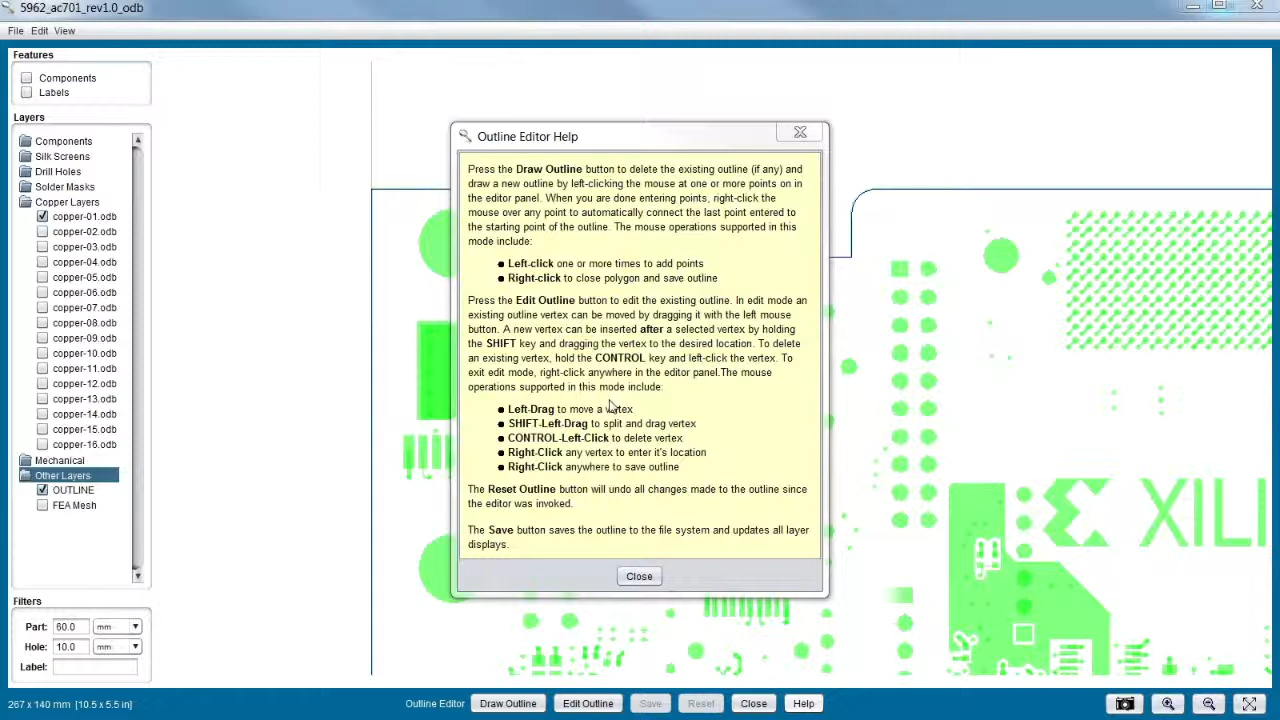 5962_ac701_rev1.0_odb
File Edit View
Features
Components
Labels
Layers
Components
Silk Screens
Drill Holes
Solder Masks
Copper Layers
copper-01.odb
copper-02.odb
copper-03.odb
copper-04.odb
copper-05.odb
copper-06.odb
copper-07.odb
copper-08.odb
copper-09.odb
copper-10.odb
copper-11.odb
copper-12.odb
copper-13.odb
copper-14.odb
copper-15.odb
copper-16.odb
Mechanical
Other Layers
OUTLINE
FEA Mesh
Filters
Part: 60.0 mm
Hole: 10.0 mm
Label:
Outline Editor Help
Press the Draw Outline button to delete the existing outline (if any) and
draw a new outline by left-clicking the mouse at one or more points on in
the editor panel. When you are done entering points, right-click the
mouse over any point to automatically connect the last point entered to
the starting point of the outline. The mouse operations supported in this
mode include:
Left-click one or more times to add points
Right-click to close polygon and save outline
Press the Edit Outline button to edit the existing outline. In edit mode an
existing outline vertex can be moved by dragging it with the left mouse
button. A new vertex can be inserted after a selected vertex by holding
the SHIFT key and dragging the vertex to the desired location. To delete
an existing vertex, hold the CONTROL key and left-click the vertex. To
exit edit mode, right-click anywhere in the editor panel.The mouse
operations supported in this mode include:
Left-Drag to move a vertex
SHIFT-Left-Drag to split and drag vertex
CONTROL-Left-Click to delete vertex
Right-Click any vertex to enter it's location
Right-Click anywhere to save outline
The Reset Outline button will undo all changes made to the outline since
the editor was invoked.
The Save button saves the outline to the file system and updates all layer
displays.
Close
XILI
267 x 140 mm [10.5 x 5.5 in]
Outline Editor Draw Outline Edit Outline Save Reset Close Help